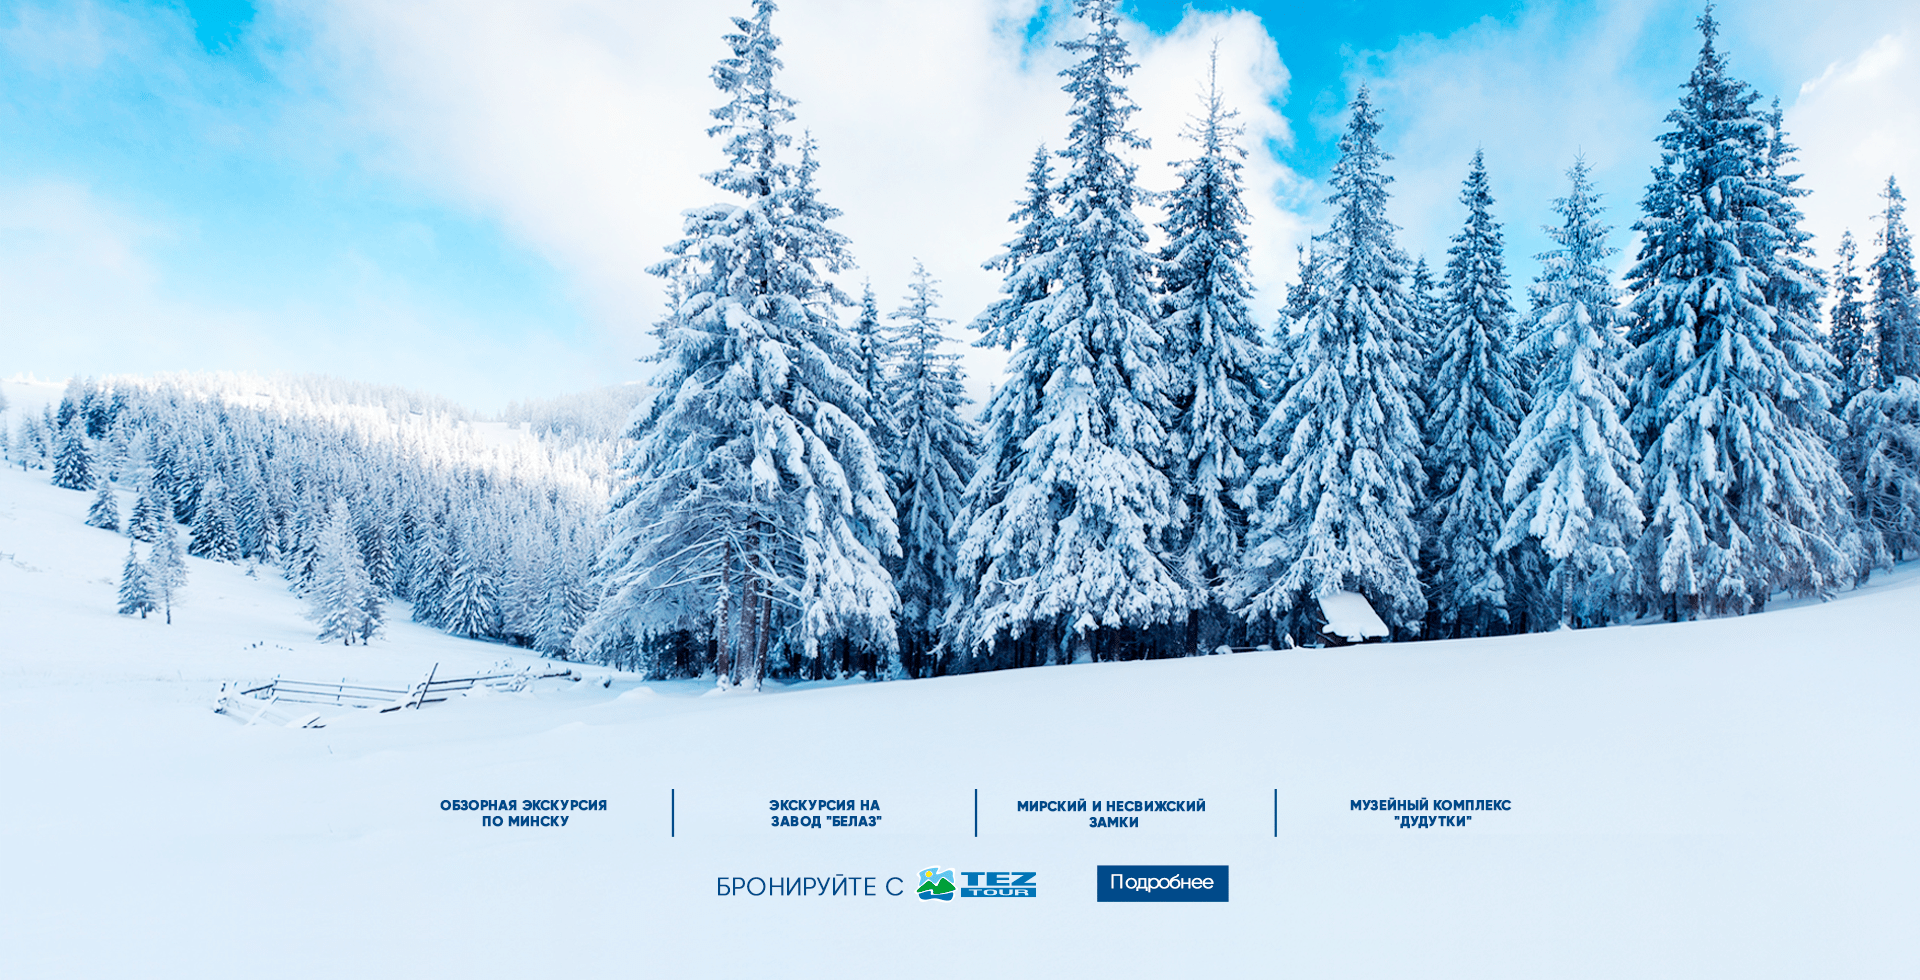 ОБЗОРНАЯ ЭКСКУРСИЯ
ПО МИНСКУ
ЭКСКУРСИЯ НА
ЗАВОД "БЕЛАЗ"
МИРСКИЙ И НЕСВИЖСКИЙ
ЗАМКИ
МУЗЕЙНЫЙ КОМПЛЕКС
"ДУДУТКИ"
БРОНИРУЙТЕ С
TEZ
TOUR
Подробнее